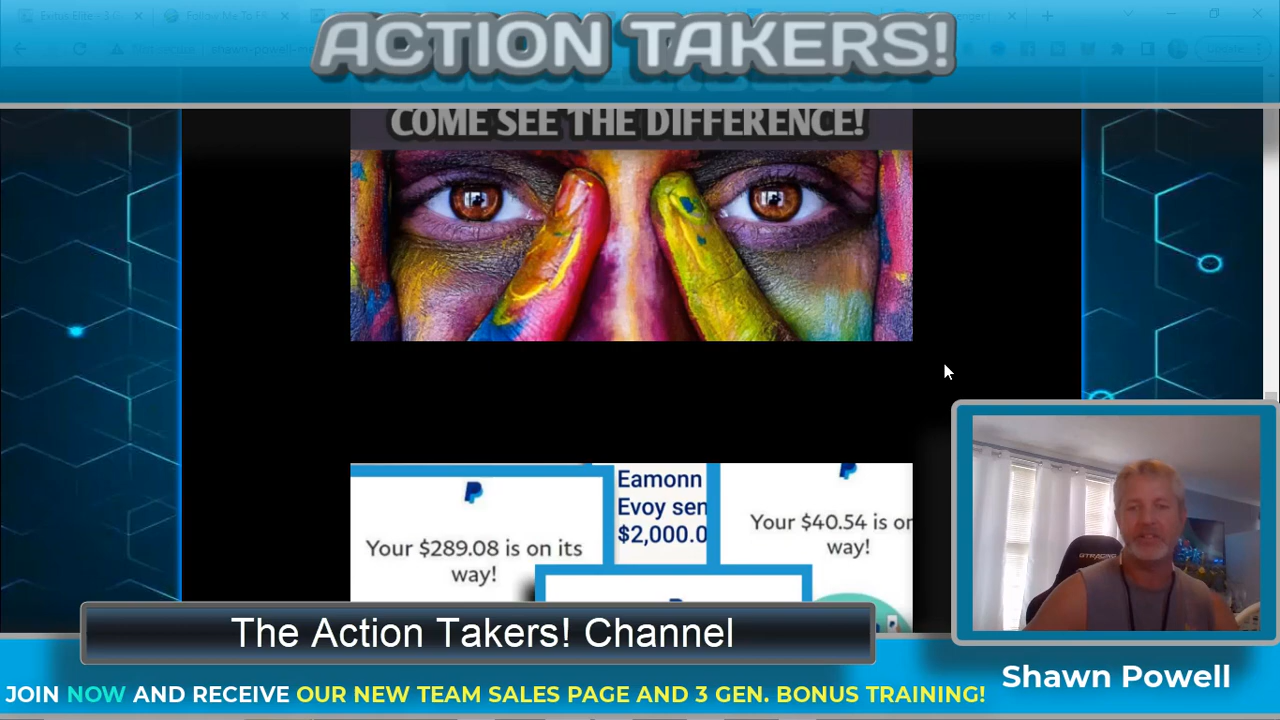 ACTION TAKERS!
COME SEE THE DIFFERENCE!
Eamonn
Evoy sen
$2,000.0
Your $289.08 is on its
way!
Your $40.54 is or
way!
GTRACING
The Action Takers! Channel
Shawn Powell
JOIN NOW AND RECEIVE OUR NEW TEAM SALES PAGE AND 3 GEN. BONUS TRAINING!